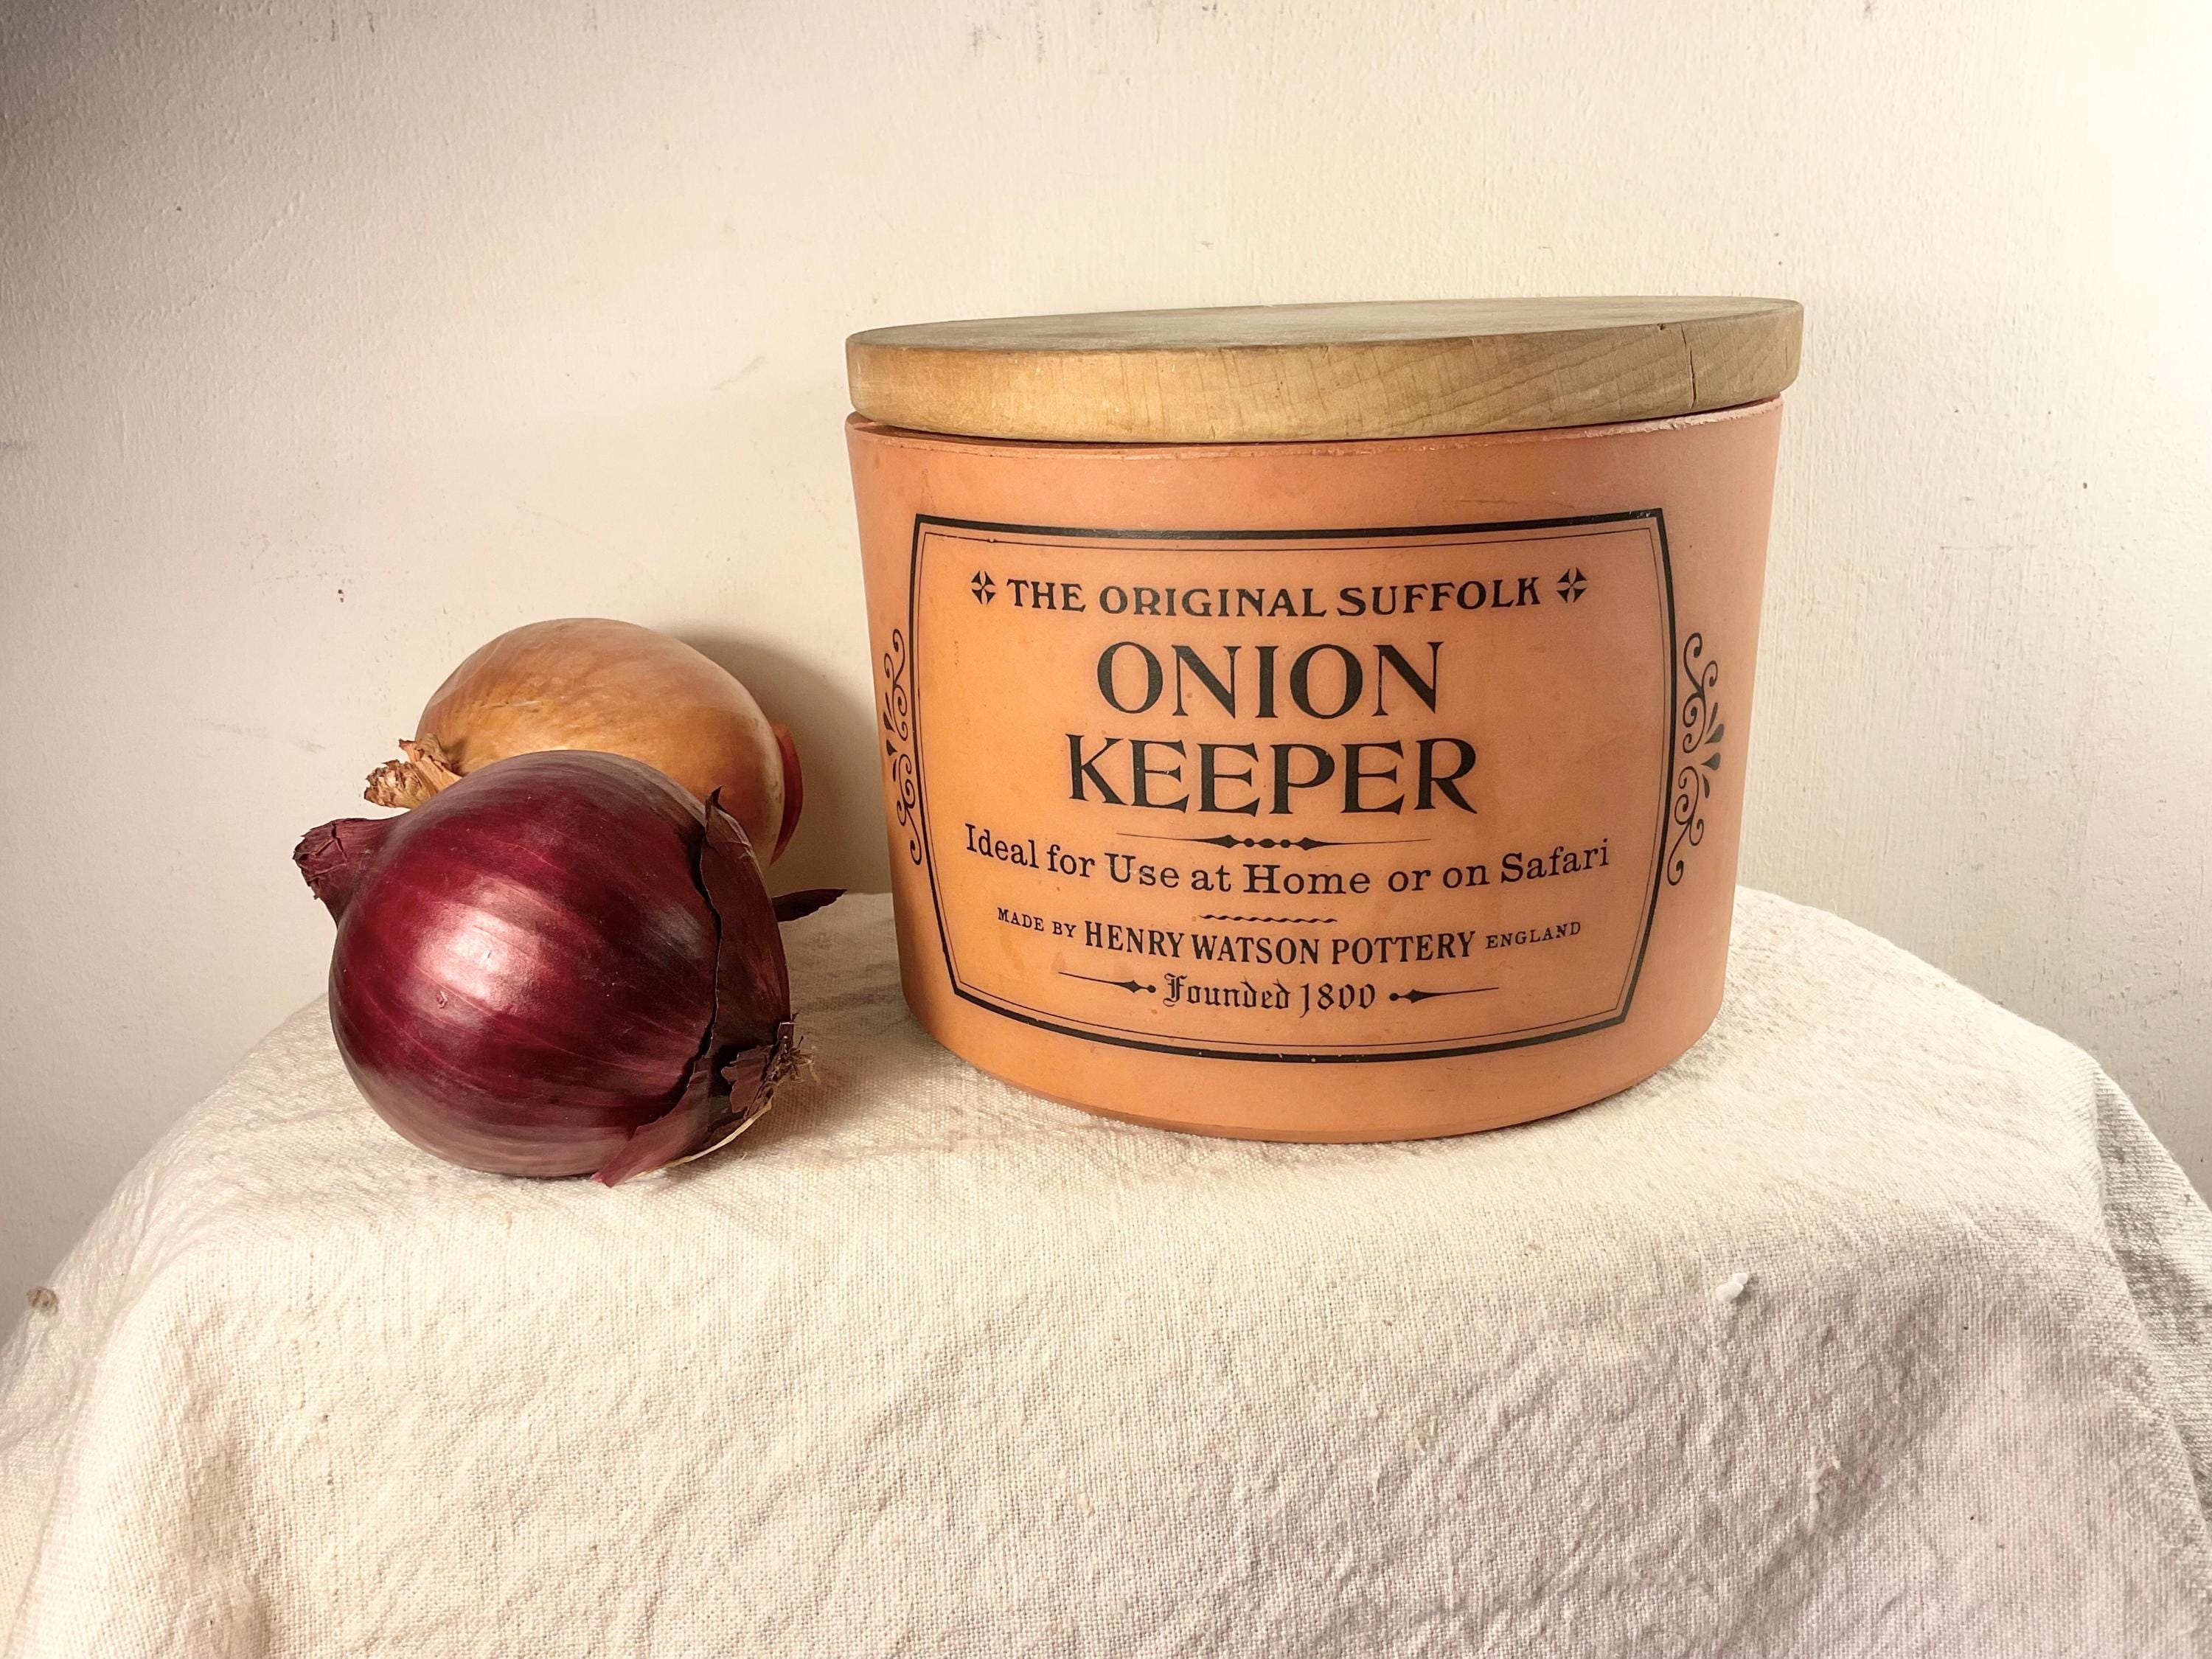 THE ORIGINAL SUFFOLK
ONION
KEEPER
Ideal for Use at Home or on Safari
MADE BY HENRY WATSON POTTERY ENGLAND
Founded 1800